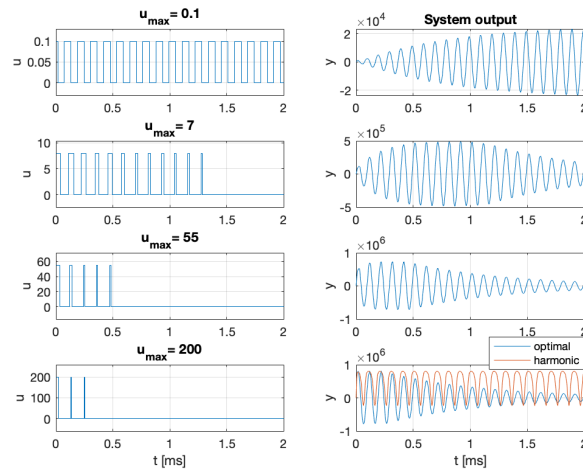 u_max= 0.1
System output
×10^4
u
0.1
0.05
0
y
2
0
-2
0 0.5 1 1.5 2
0 0.5 1 1.5 2
u_max= 7
×10^5
u
10
5
0
y
5
0
-5
0 0.5 1 1.5 2
0 0.5 1 1.5 2
u_max= 55
×10^6
u
60
40
20
0
y
1
0
-1
0 0.5 1 1.5 2
0 0.5 1 1.5 2
u_max= 200
×10^6
optimal
harmonic
u
200
100
0
y
1
0
-1
0 0.5 1 1.5 2
0 0.5 1 1.5 2
t [ms]
t [ms]